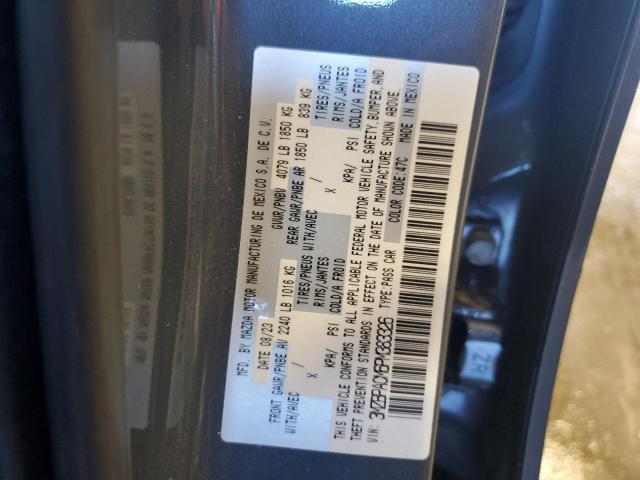 MFD. BY MAZDA MOTOR MANUFACTURING DE MEXICO S.A. DE C.V.
DATE 08/23 GVWR/PNBV 4079 LB 1850 KG
FRONT GAWR/PNBE AV 2240 LB 1016 KG REAR GAWR/PNBE AR 1850 LB 839 KG
WITH/AVEC TIRES/PNEUS WITH/AVEC TIRES/PNEUS
X RIMS/JANTES X RIMS/JANTES
KPA/ PSI COLD/A FROID KPA/ PSI COLD/A FROID
THIS VEHICLE CONFORMS TO ALL APPLICABLE FEDERAL MOTOR VEHICLE SAFETY, BUMPER, AND
THEFT PREVENTION STANDARDS IN EFFECT ON THE DATE OF MANUFACTURE SHOWN ABOVE.
VIN: 3MZBPACM6PM383326 TYPE:PASS CAR COLOR CODE:47C MADE IN MEXICO